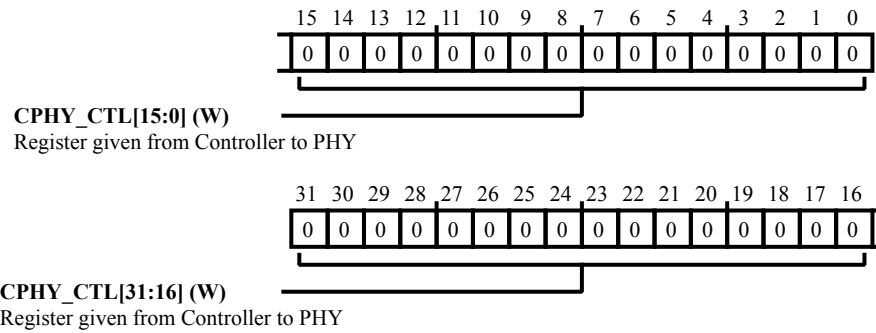 15 14 13 12 11 10 9 8 7 6 5 4 3 2 1 0
0 0 0 0 0 0 0 0 0 0 0 0 0 0 0 0
CPHY_CTL[15:0] (W)
Register given from Controller to PHY
31 30 29 28 27 26 25 24 23 22 21 20 19 18 17 16
0 0 0 0 0 0 0 0 0 0 0 0 0 0 0 0
CPHY_CTL[31:16] (W)
Register given from Controller to PHY